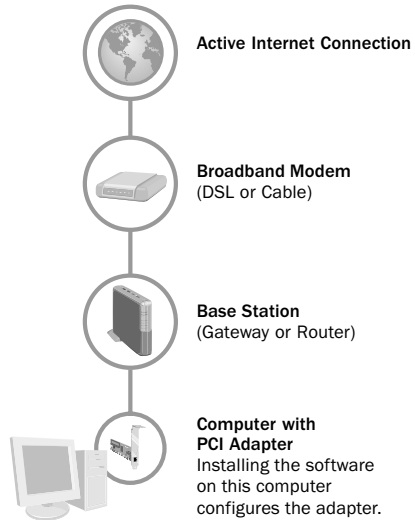 Active Internet Connection
Broadband Modem
(DSL or Cable)
Base Station
(Gateway or Router)
Computer with
PCI Adapter
Installing the software
on this computer
configures the adapter.